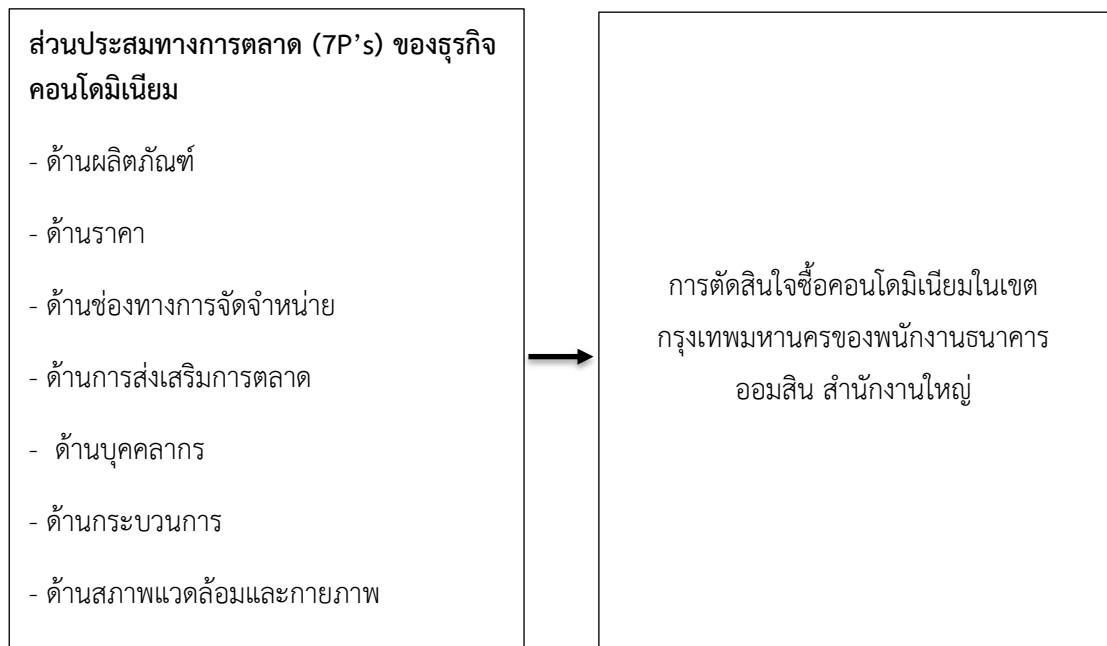 ส่วนประสมทางการตลาด (7P’s) ของธุรกิจ
คอนโดมิเนียม
- ด้านผลิตภัณฑ์
- ด้านราคา
- ด้านช่องทางการจัดจำหน่าย
- ด้านการส่งเสริมการตลาด
- ด้านบุคคลากร
- ด้านกระบวนการ
- ด้านสภาพแวดล้อมและกายภาพ
การตัดสินใจซื้อคอนโดมิเนียมในเขต
กรุงเทพมหานครของพนักงานธนาคาร
ออมสิน สำนักงานใหญ่